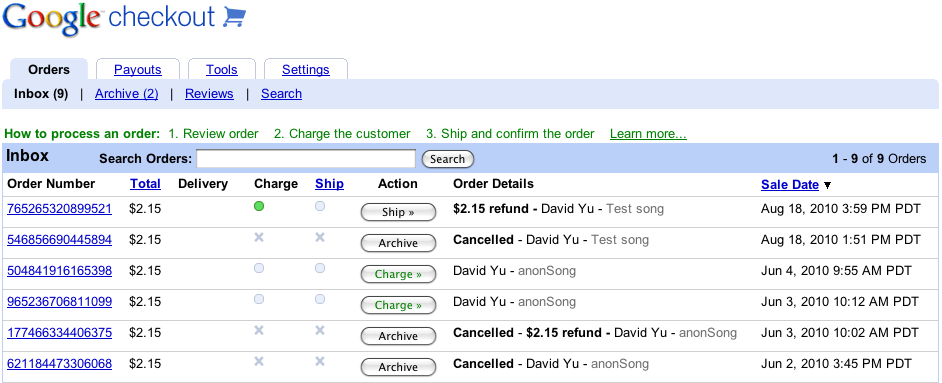 Google checkout
Orders Payouts Tools Settings
Inbox (9) | Archive (2) | Reviews | Search
How to process an order: 1. Review order 2. Charge the customer 3. Ship and confirm the order Learn more...
Inbox Search Orders: Search 1 - 9 of 9 Orders
Order Number Total Delivery Charge Ship Action Order Details Sale Date ▼
765265320899521 $2.15 Ship » $2.15 refund - David Yu - Test song Aug 18, 2010 3:59 PM PDT
546856690445894 $2.15 Archive Cancelled - David Yu - Test song Aug 18, 2010 1:51 PM PDT
504841916165398 $2.15 Charge » David Yu - anonSong Jun 4, 2010 9:55 AM PDT
965236706811099 $2.15 Charge » David Yu - anonSong Jun 3, 2010 10:12 AM PDT
177466334406375 $2.15 Archive Cancelled - $2.15 refund - David Yu - anonSong Jun 3, 2010 10:02 AM PDT
621184473306068 $2.15 Archive Cancelled - David Yu - anonSong Jun 2, 2010 3:45 PM PDT